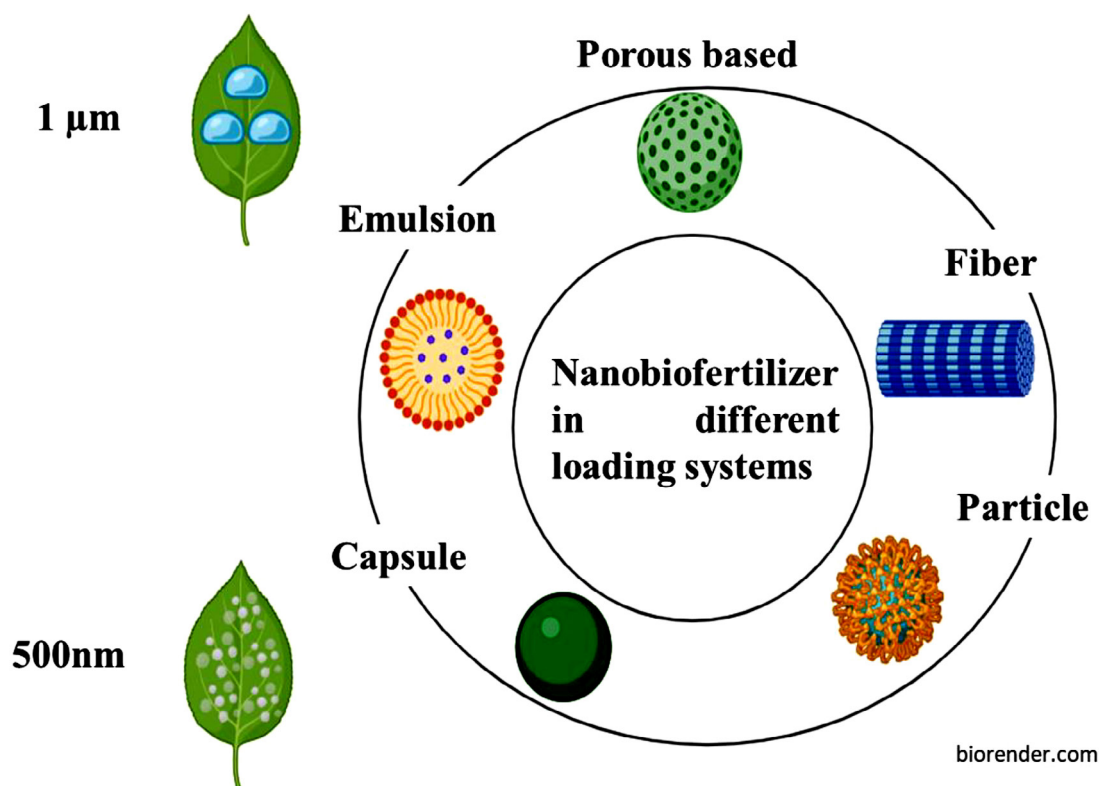 Porous based
1 µm
Emulsion
Fiber
Nanobiofertilizer
in different
loading systems
Particle
Capsule
500nm
biorender.com